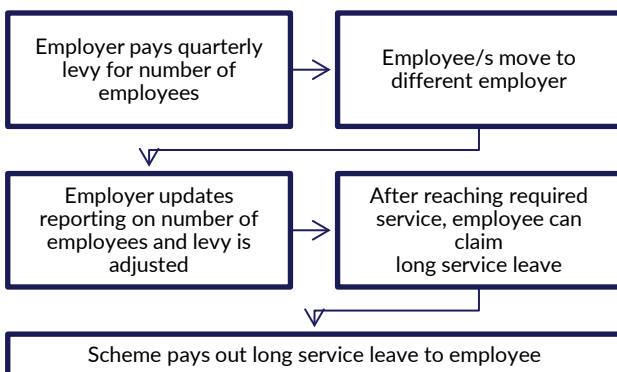 Employer pays quarterly
levy for number of
employees
Employee/s move to
different employer
Employer updates
reporting on number of
employees and levy is
adjusted
After reaching required
service, employee can
claim
long service leave
Scheme pays out long service leave to employee